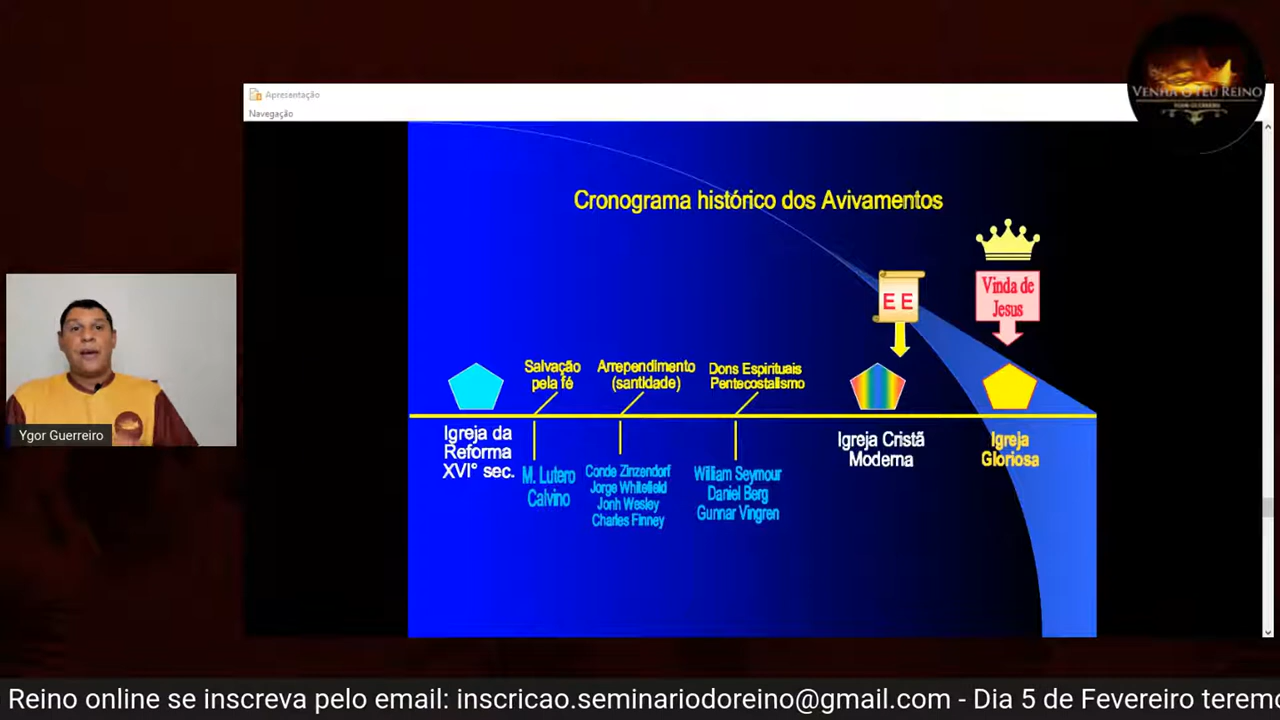 VENHA O TEU REINO
YGOR GUERREIRO
Apresentação
Navegação
Cronograma histórico dos Avivamentos
E E
Vinda de
Jesus
Salvação
pela fé
Arrependimento
(santidade)
Dons Espirituais
Pentecostalismo
Igreja da
Reforma
XVI° sec.
M. Lutero
Calvino
Conde Zinzendorf
Jorge Whitefield
Jonh Wesley
Charles Finney
William Seymour
Daniel Berg
Gunnar Vingren
Igreja Cristã
Moderna
Igreja
Gloriosa
Ygor Guerreiro
Reino online se inscreva pelo email: inscricao.seminariodoreino@gmail.com - Dia 5 de Fevereiro teremo